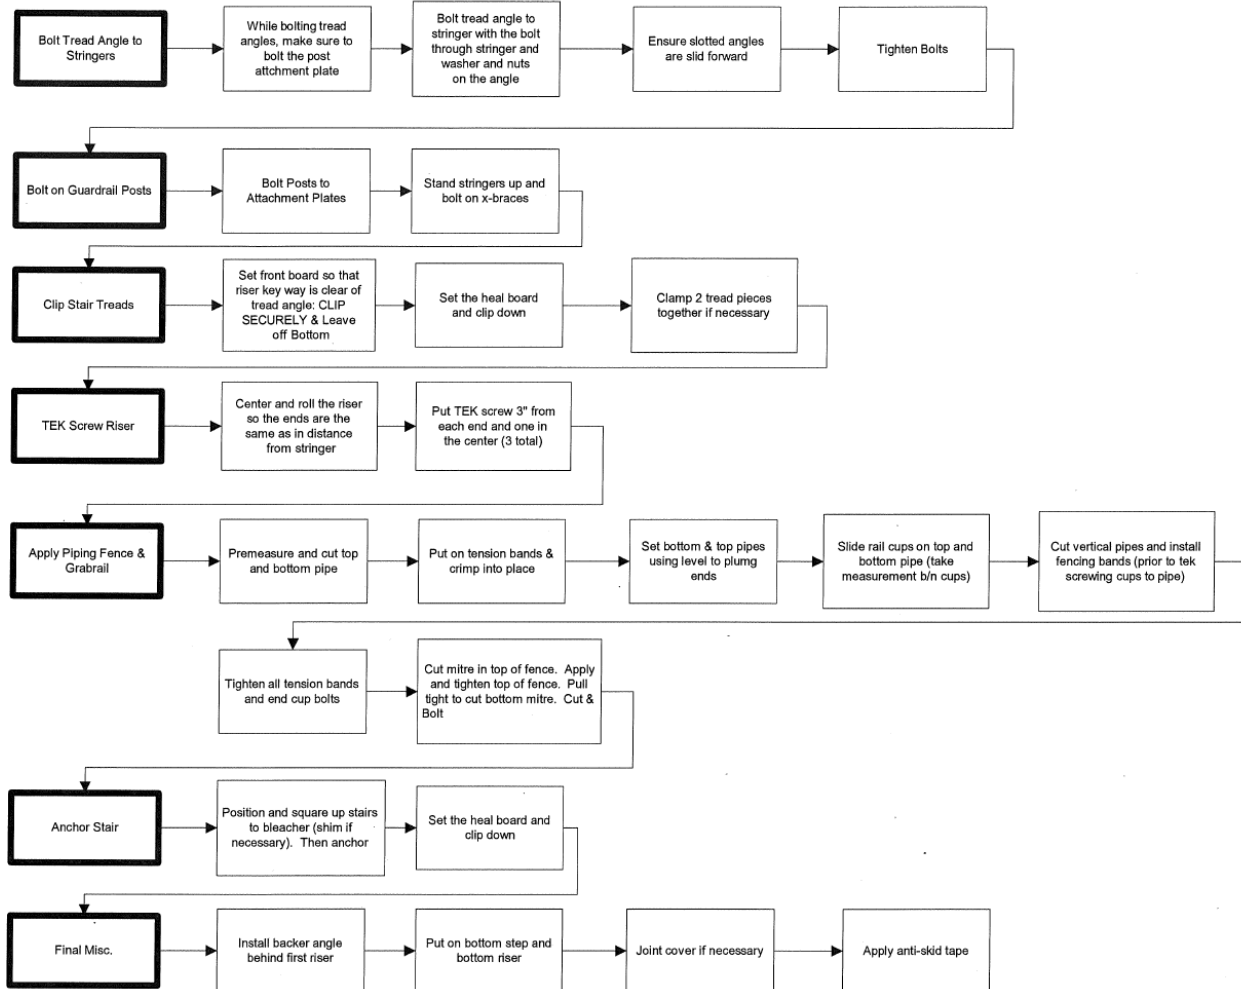 Bolt Tread Angle to
Stringers
While bolting tread
angles, make sure to
bolt the post
attchment plate
Bolt tread angle to
stringer with the bolt
through stringer and
washer and nuts
on the angle
Ensure slotted angles
are slid forward
Tighten Bolts
Bolt on Guardrail Posts
Bolt Posts to
Attachment Plates
Stand stringers up and
bolt on x-braces
Clip Stair Treads
Set front board so that
riser key way is clear of
tread angle: CLIP
SECURELY & Leave
off Bottom
Set the heal board
and clip down
Clamp 2 tread pieces
together if necessary
TEK Screw Riser
Center and roll the riser
so the ends are the
same as in distance
from stringer
Put TEK screw 3" from
each end and one in
the center (3 total)
Apply Piping Fence &
Grabrail
Premeasure and cut top
and bottom pipe
Put on tension bands &
crimp into place
Set bottom & top pipes
using level to plumg
ends
Slide rail cups on top and
bottom pipe (take
measurement b/n cups)
Cut vertical pipes and install
fencing bands (prior to tek
screwing cups to pipe)
Tighten all tension bands
and end cup bolts
Cut mitre in top of fence. Apply
and tighten top of fence. Pull
tight to cut bottom mitre. Cut &
Bolt
Anchor Stair
Position and square up stairs
to bleacher (shim if
necessary). Then anchor
Set the heal board and
clip down
Final Misc.
Install backer angle
behind first riser
Put on bottom step and
bottom riser
Joint cover if necessary
Apply anti-skid tape